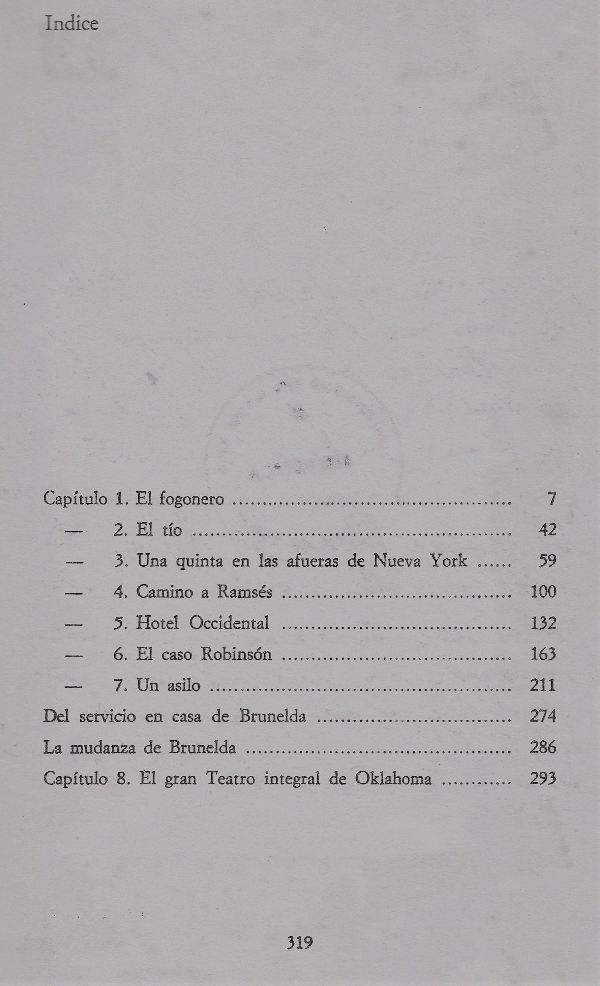 Indice
Capítulo 1. El fogonero ............................................. 7
— 2. El tío .................................................... 42
— 3. Una quinta en las afueras de Nueva York ...... 59
— 4. Camino a Ramsés ..................................... 100
— 5. Hotel Occidental ..................................... 132
— 6. El caso Robinsón ..................................... 163
— 7. Un asilo ................................................. 211
Del servicio en casa de Brunelda ............................... 274
La mudanza de Brunelda ........................................... 286
Capítulo 8. El gran Teatro integral de Oklahoma ............ 293
319